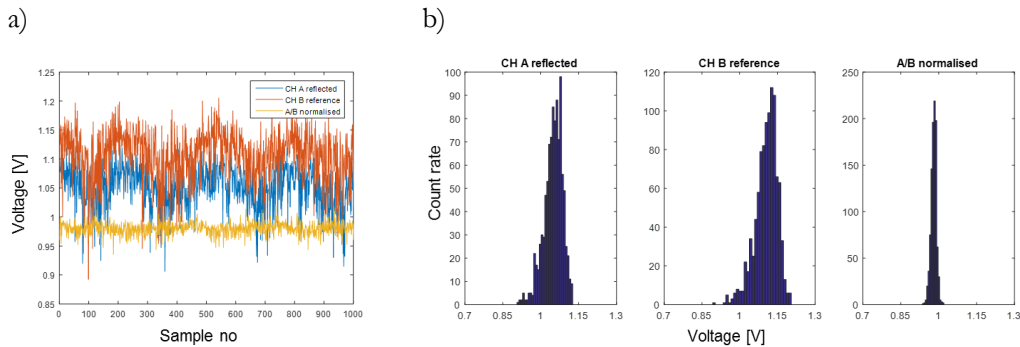 a)
1.25
1.2
1.15
1.1
1.05
1
0.95
0.9
0.85
Voltage [V]
CH A reflected
CH B reference
A/B normalised
0 100 200 300 400 500 600 700 800 900 1000
Sample no
b)
CH A reflected
100
90
80
70
60
50
40
30
20
10
0
Count rate
0.7 0.85 1 1.15 1.3
CH B reference
120
100
80
60
40
20
0
0.7 0.85 1 1.15 1.3
Voltage [V]
A/B normalised
250
200
150
100
50
0
0.7 0.85 1 1.15 1.3